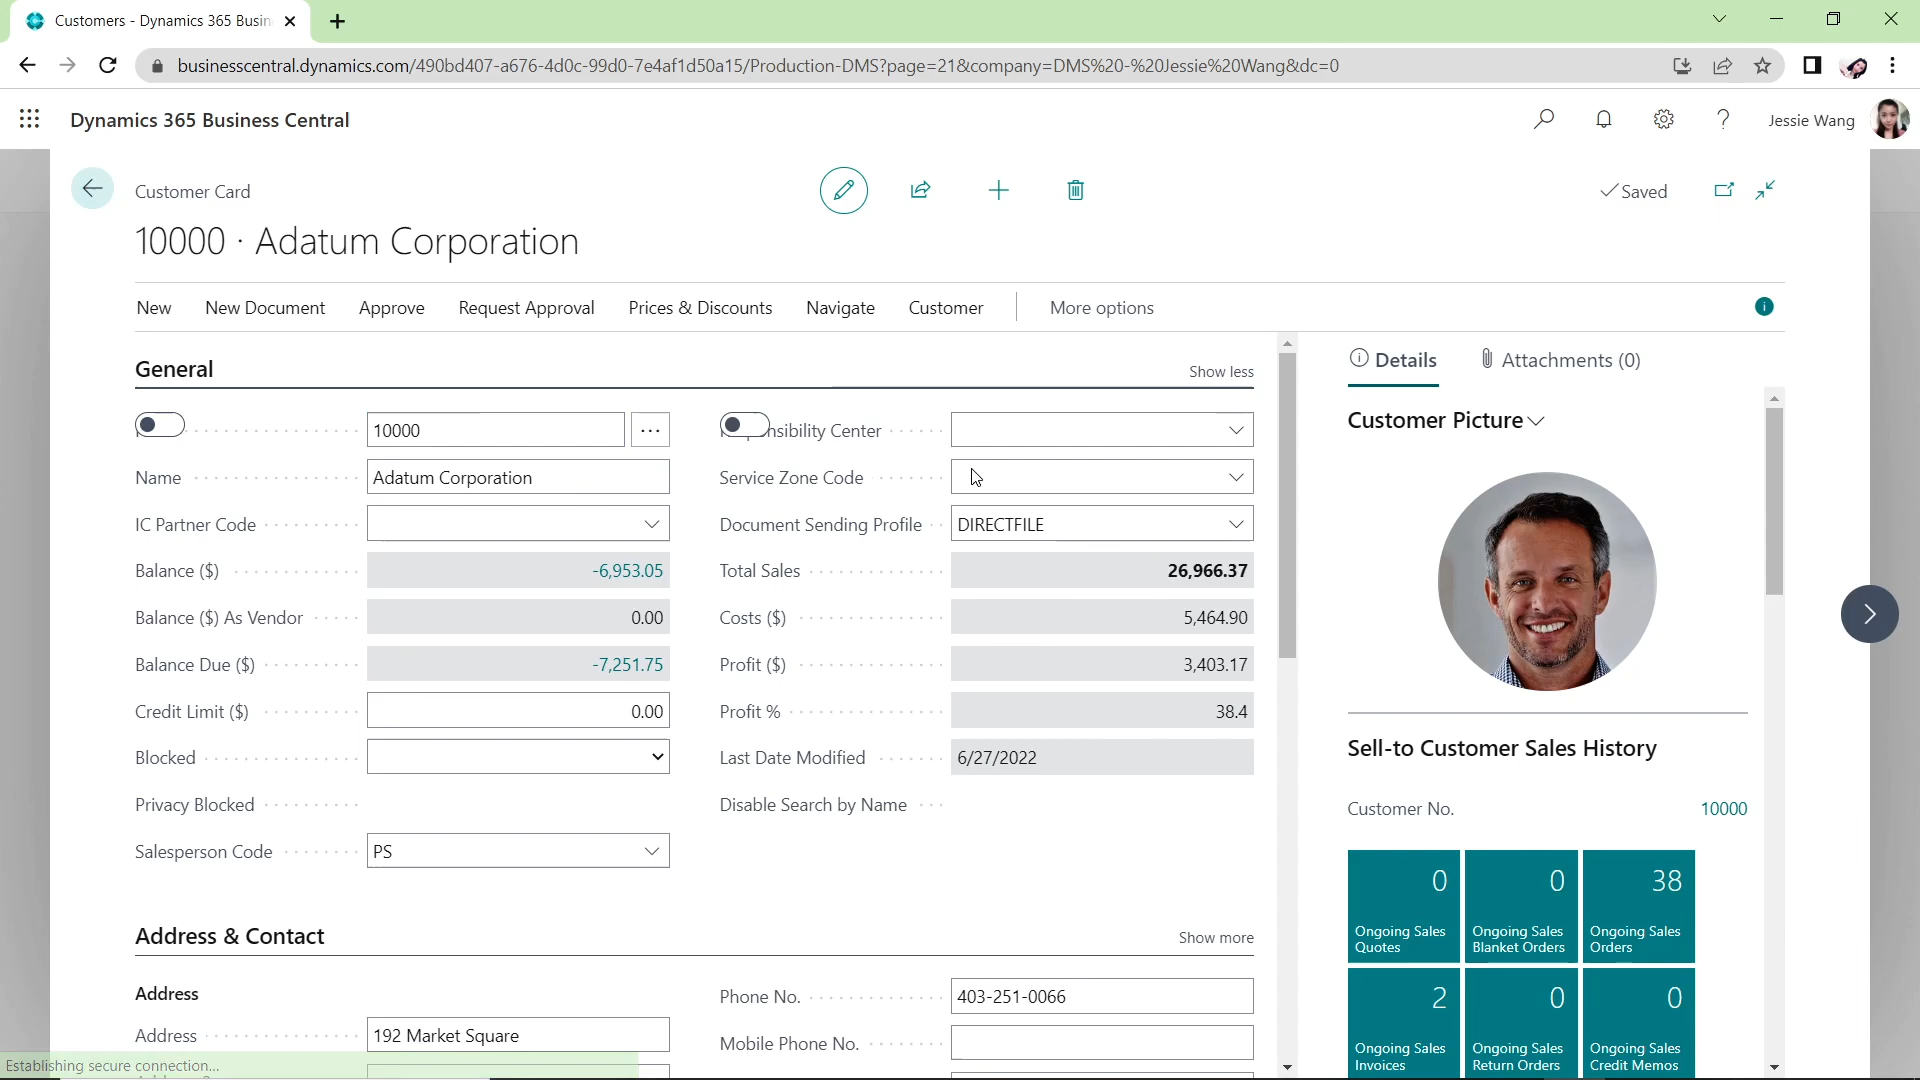 Customers - Dynamics 365 Busin
businesscentral.dynamics.com/490bd407-a676-4d0c-99d0-7e4af1d50a15/Production-DMS?page=21&company=DMS%20-%20Jessie%20Wang&dc=0
Dynamics 365 Business Central
Jessie Wang
Customer Card
Saved
10000 · Adatum Corporation
New New Document Approve Request Approval Prices & Discounts Navigate Customer More options
General
Show less
10000
Name
Adatum Corporation
IC Partner Code
Balance ($)
-6,953.05
Balance ($) As Vendor
0.00
Balance Due ($)
-7,251.75
Credit Limit ($)
0.00
Blocked
Privacy Blocked
Salesperson Code
PS
Center
Service Zone Code
Document Sending Profile
DIRECTFILE
Total Sales
26,966.37
Costs ($)
5,464.90
Profit ($)
3,403.17
Profit %
38.4
Last Date Modified
6/27/2022
Disable Search by Name
Address & Contact
Show more
Address
Address
192 Market Square
Phone No.
403-251-0066
Mobile Phone No.
Details
Attachments (0)
Customer Picture
Sell-to Customer Sales History
Customer No.
10000
0
Ongoing Sales
Quotes
0
Ongoing Sales
Blanket Orders
38
Ongoing Sales
Orders
2
Ongoing Sales
Invoices
0
Ongoing Sales
Return Orders
0
Ongoing Sales
Credit Memos
Establishing secure connection...